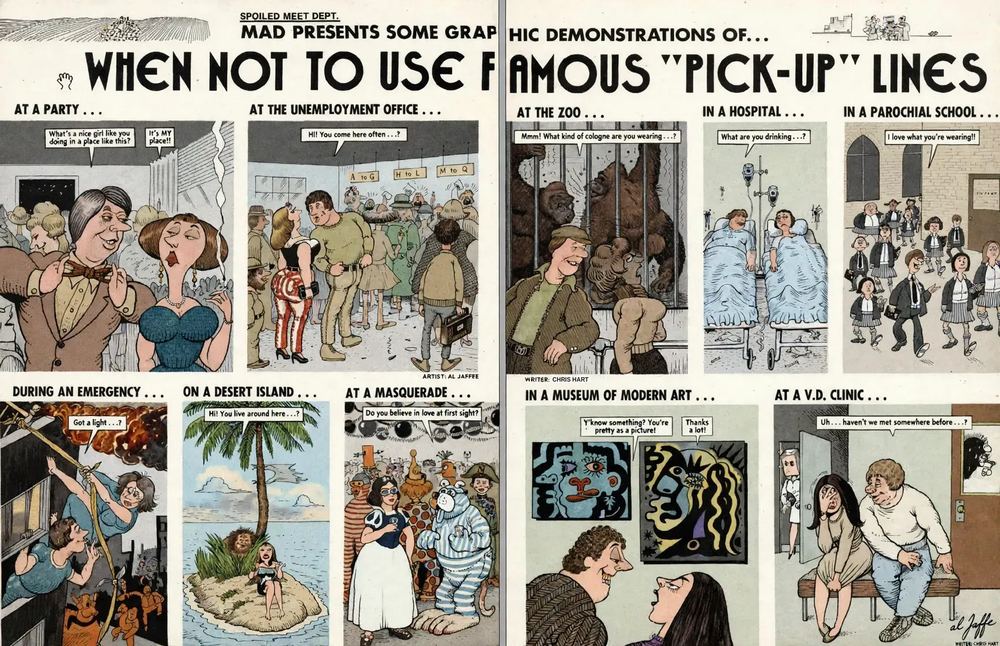 SPOILED MEET DEPT.
MAD PRESENTS SOME GRAPHIC DEMONSTRATIONS OF...
WHEN NOT TO USE FAMOUS "PICK-UP" LINES
AT A PARTY . . .
What's a nice girl like you
doing in a place like this?
It's MY
place!!
AT THE UNEMPLOYMENT OFFICE . . .
Hi! You come here often . . .?
A to G
H to L
M to Q
ARTIST: AL JAFFEE
AT THE ZOO . . .
Mmm! What kind of cologne are you wearing . . .?
WRITER: CHRIS HART
IN A HOSPITAL . . .
What are you drinking . . .?
IN A PAROCHIAL SCHOOL . . .
I love what you're wearing!!
DURING AN EMERGENCY . . .
Got a light . . .?
ON A DESERT ISLAND . . .
Hi! You live around here . . .?
AT A MASQUERADE . . .
Do you believe in love at first sight?
IN A MUSEUM OF MODERN ART . . .
Y'know something? You're
pretty as a picture!
Thanks
a lot!
AT A V.D. CLINIC . . .
Uh . . . haven't we met somewhere before . . .?
al Jaffee
WRITER: CHRIS HART